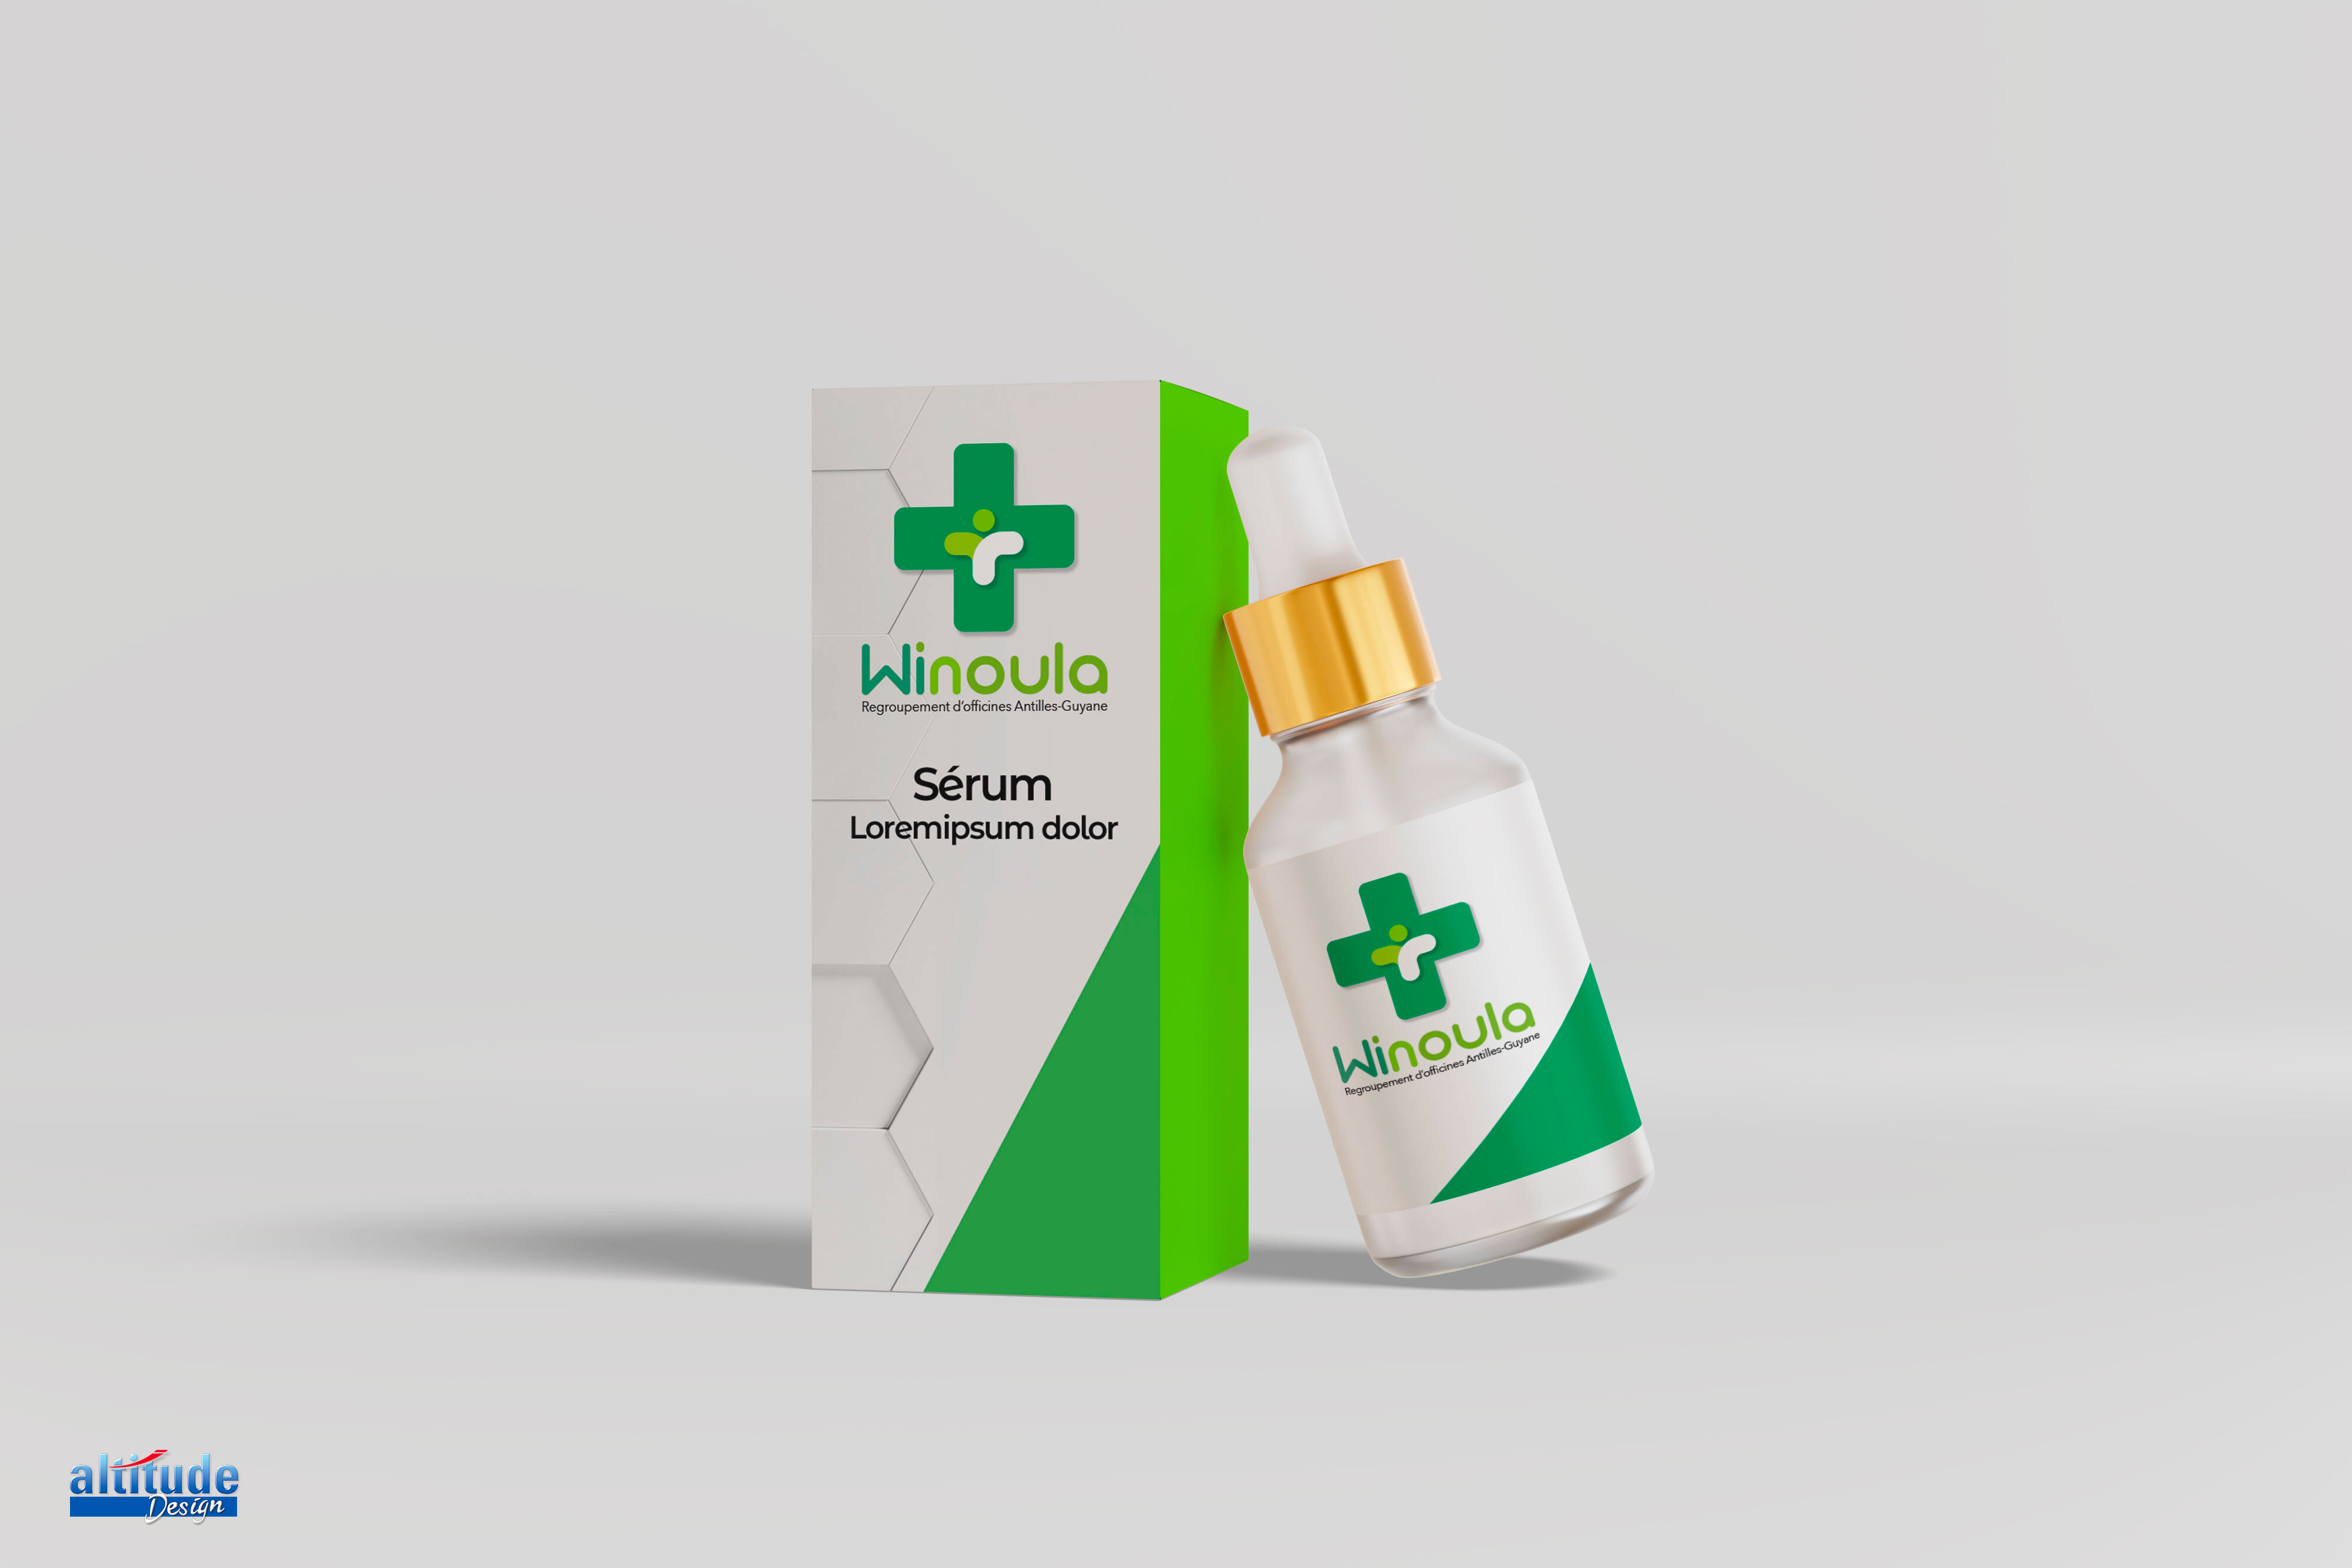 Winoula
Regroupement d'officines Antilles-Guyane
Sérum
Loremipsum dolor
Winoula
Regroupement d'officines Antilles-Guyane
altitude
Design